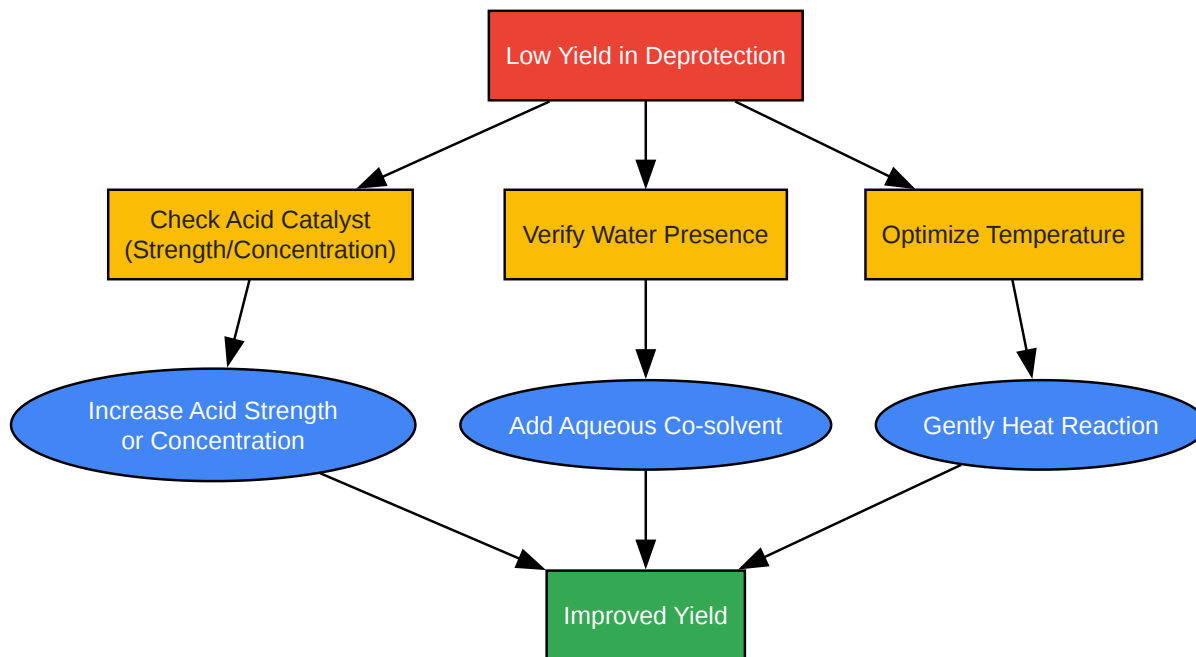 Low Yield in Deprotection
Check Acid Catalyst
(Strength/Concentration)
Verify Water Presence
Optimize Temperature
Increase Acid Strength
or Concentration
Add Aqueous Co-solvent
Gently Heat Reaction
Improved Yield